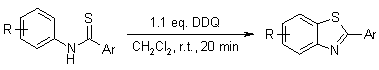 R
S
N
H
Ar
1.1 eq. DDQ
CH2Cl2, r.t., 20 min
R
S
N
Ar